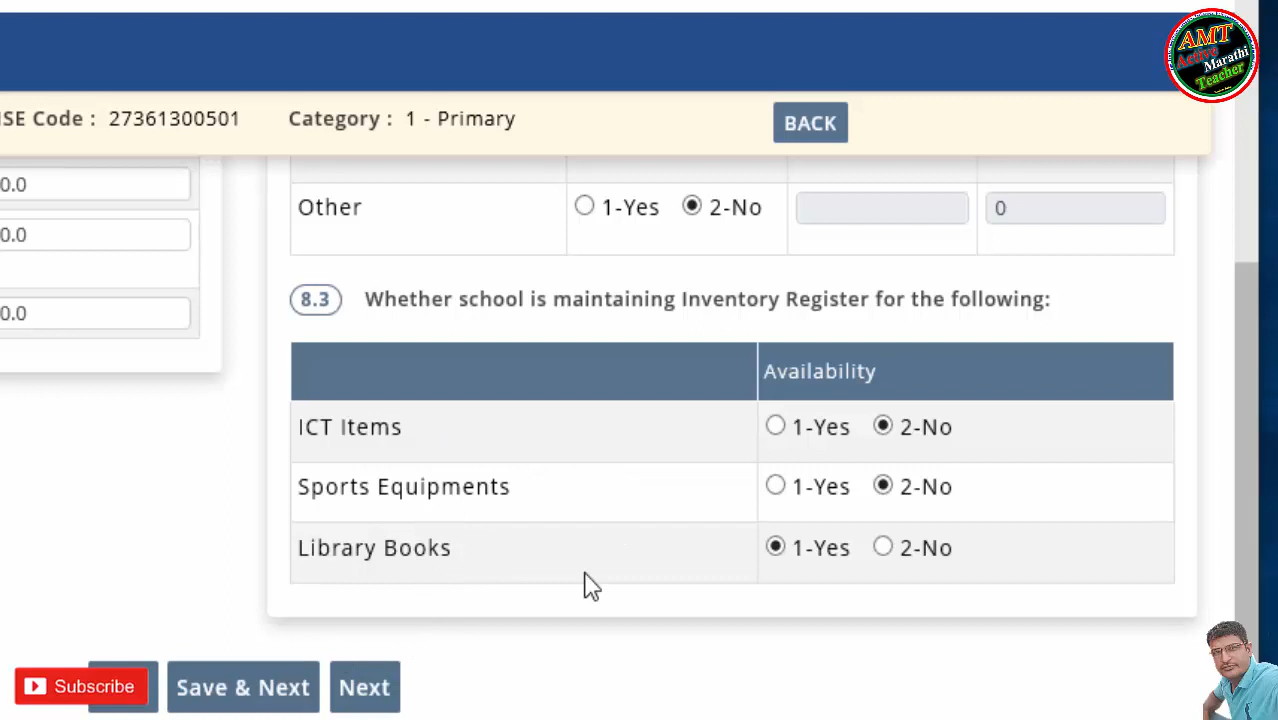 AMT
Active
Marathi
Teacher
ISE Code : 27361300501 Category : 1 - Primary BACK
0.0
0.0
0.0
Other 1-Yes 2-No 0
8.3 Whether school is maintaining Inventory Register for the following:
Availability
ICT Items 1-Yes 2-No
Sports Equipments 1-Yes 2-No
Library Books 1-Yes 2-No
Subscribe Save & Next Next